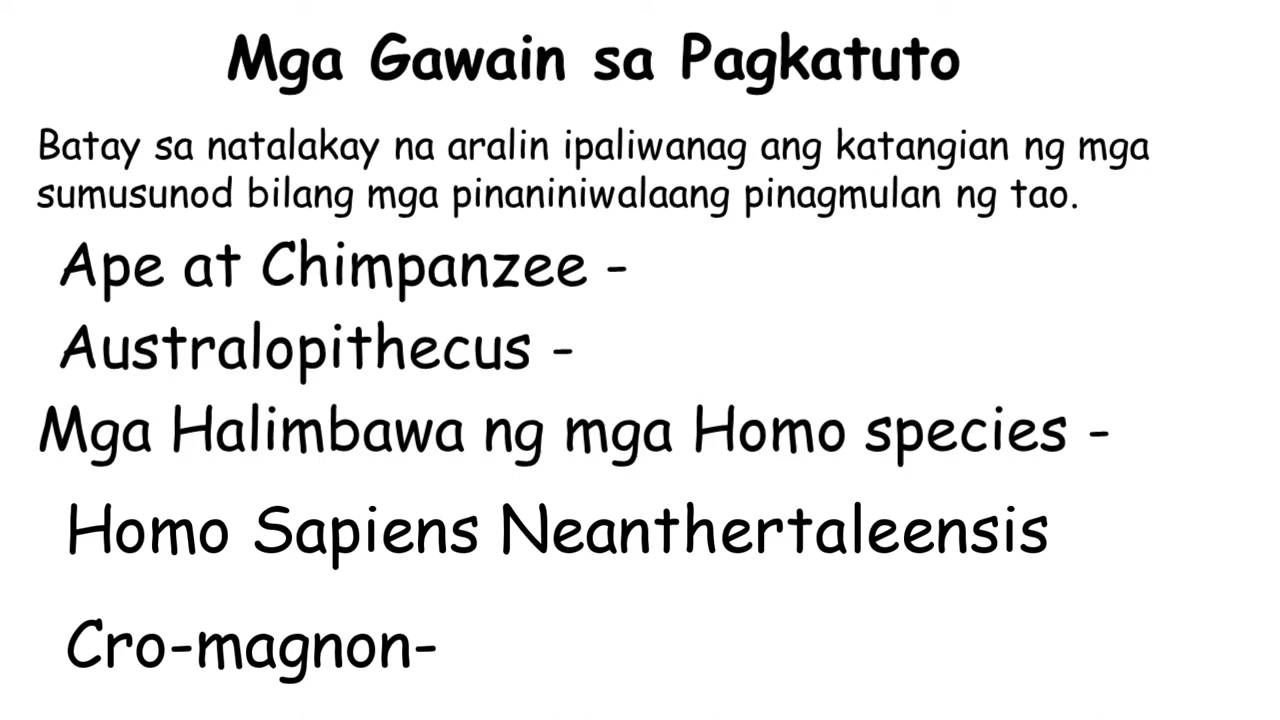 Mga Gawain sa Pagkatuto
Batay sa natalakay na aralin ipaliwanag ang katangian ng mga
sumusunod bilang mga pinaniniwalaang pinagmulan ng tao.
Ape at Chimpanzee -
Australopithecus -
Mga Halimbawa ng mga Homo species -
Homo Sapiens Neanthertaleensis
Cro-magnon-